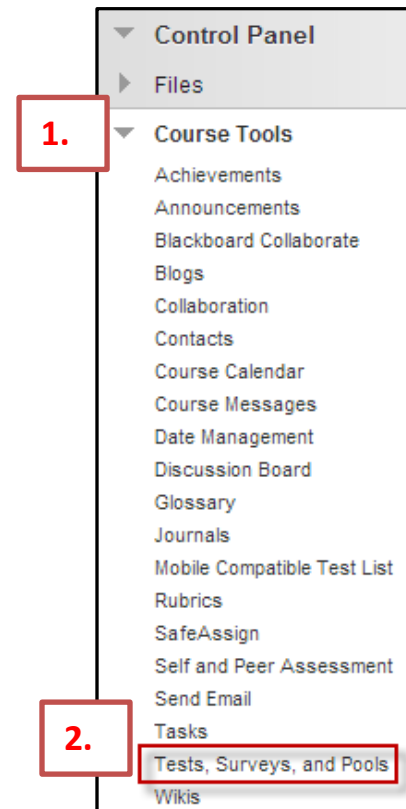 Control Panel
Files
1. Course Tools
Achievements
Announcements
Blackboard Collaborate
Blogs
Collaboration
Contacts
Course Calendar
Course Messages
Date Management
Discussion Board
Glossary
Journals
Mobile Compatible Test List
Rubrics
SafeAssign
Self and Peer Assessment
Send Email
Tasks
2. Tests, Surveys, and Pools
Wikis